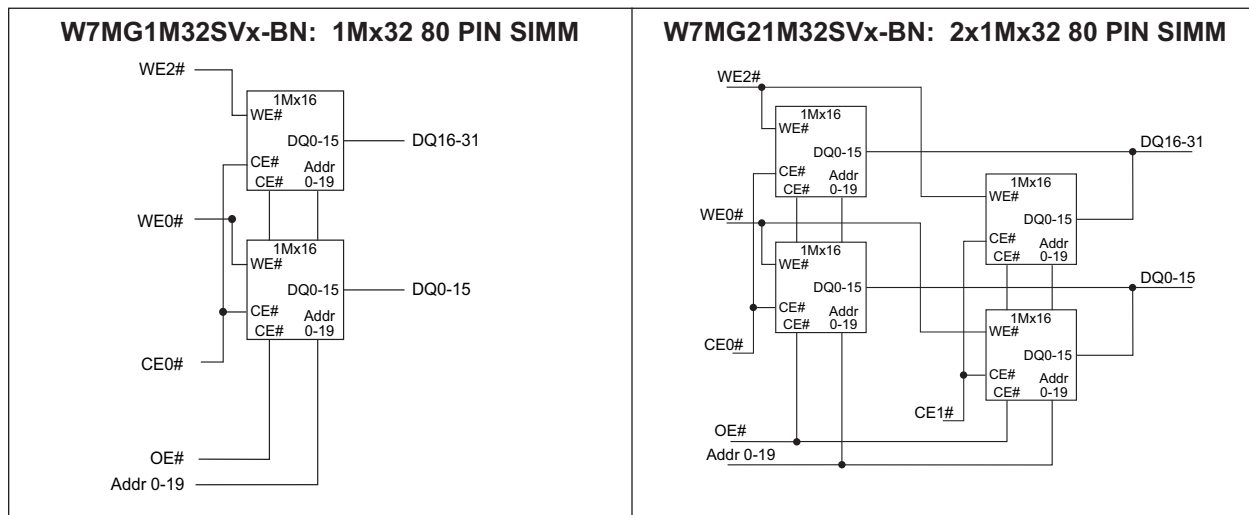 W7MG1M32SVx-BN: 1Mx32 80 PIN SIMM
WE2#
1Mx16
WE#
DQ0-15
DQ16-31
CE#
Addr
CE#
0-19
WE0#
1Mx16
WE#
DQ0-15
DQ0-15
CE#
Addr
CE#
0-19
CE0#
OE#
Addr 0-19
W7MG21M32SVx-BN: 2x1Mx32 80 PIN SIMM
WE2#
1Mx16
WE#
DQ0-15
DQ16-31
CE#
Addr
CE#
0-19
1Mx16
WE#
DQ0-15
CE#
Addr
CE#
0-19
WE0#
1Mx16
WE#
DQ0-15
DQ0-15
CE#
Addr
CE#
0-19
1Mx16
WE#
DQ0-15
CE#
Addr
CE#
0-19
CE0#
CE1#
OE#
Addr 0-19